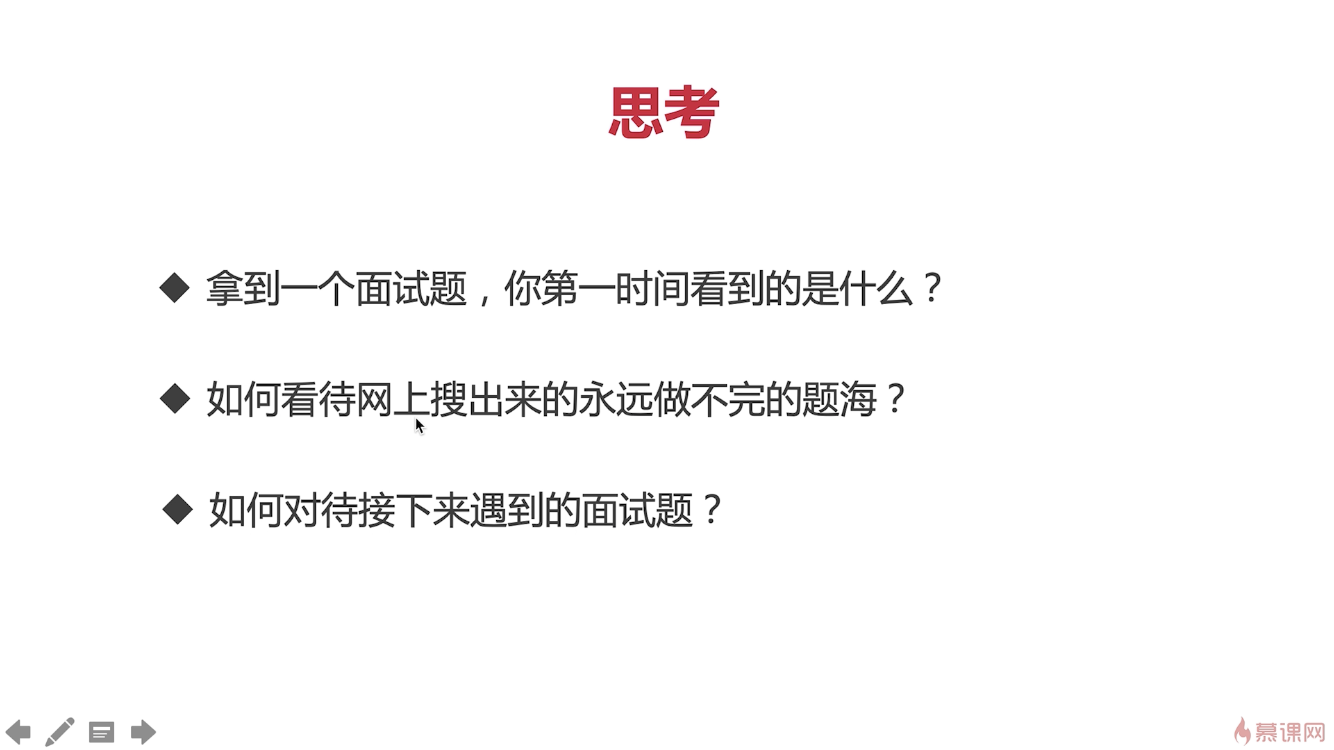 思考
◆ 拿到一个面试题，你第一时间看到的是什么？
◆ 如何看待网上搜出来的永远做不完的题海？
◆ 如何对待接下来遇到的面试题？
慕课网